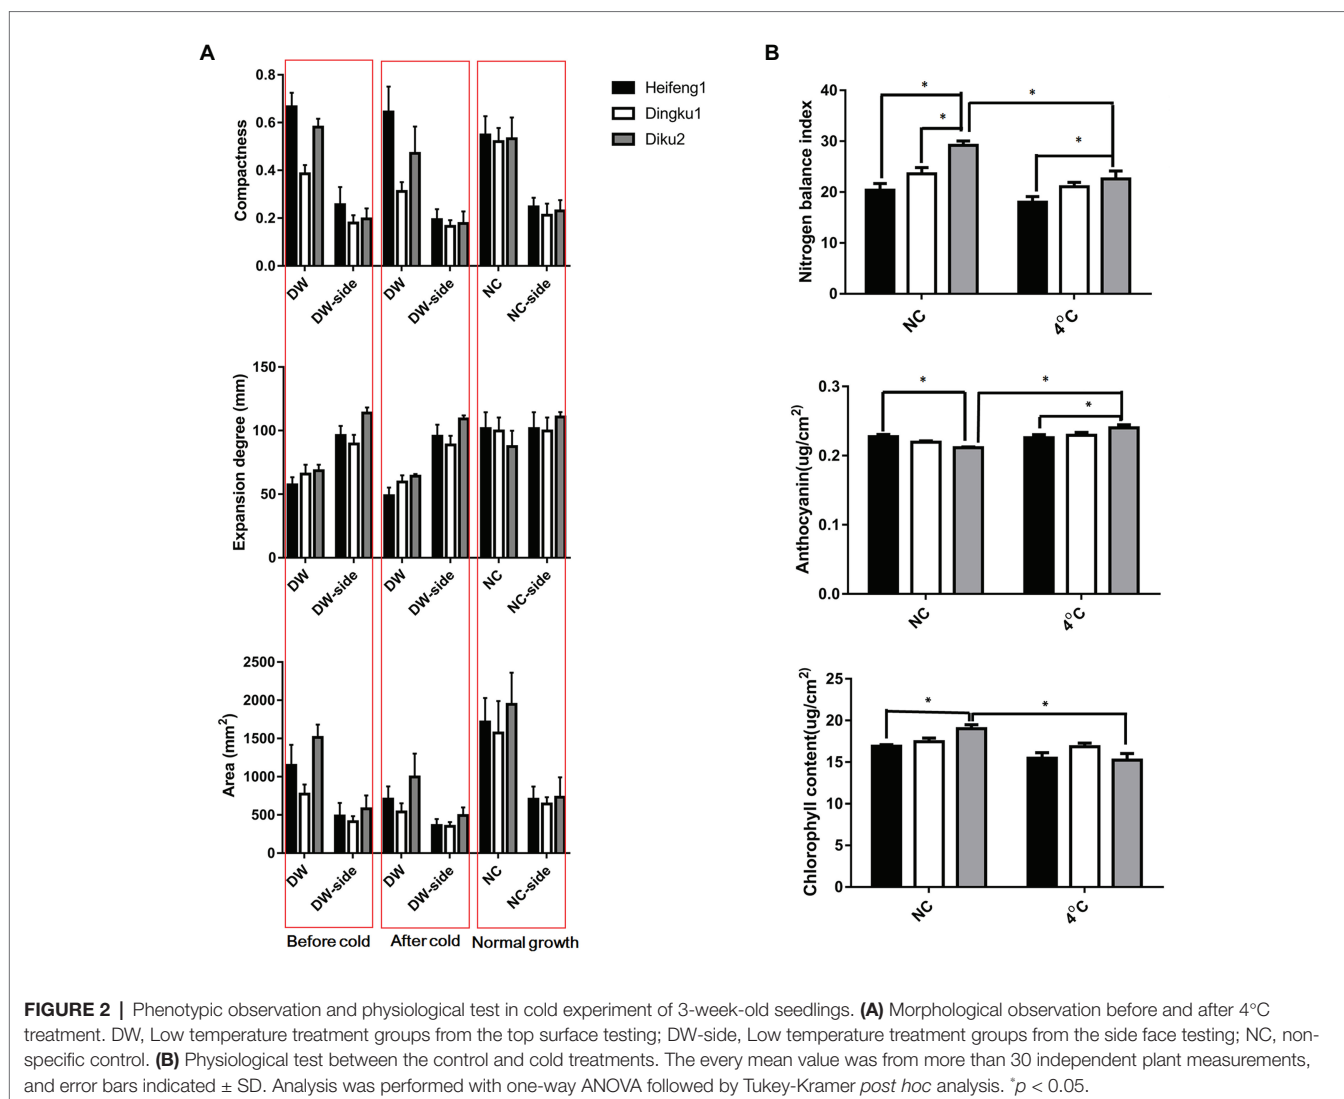 A
B
Heifeng1
Dingku1
Diku2
Compactness
0.8
0.6
0.4
0.2
0.0
DW
DW-side
DW
DW-side
NC
NC-side
Expansion degree (mm)
150
100
50
0
DW
DW-side
DW
DW-side
NC
NC-side
Area (mm²)
2500
2000
1500
1000
500
0
DW
DW-side
DW
DW-side
NC
NC-side
Before cold
After cold
Normal growth
Nitrogen balance index
40
30
20
10
0
* * * *
NC
4°C
Anthocyanin(ug/cm²)
0.3
0.2
0.1
0.0
* * *
NC
4°C
Chlorophyll content(ug/cm²)
25
20
15
10
5
0
* *
NC
4°C
FIGURE 2 | Phenotypic observation and physiological test in cold experiment of 3-week-old seedlings. (A) Morphological observation before and after 4°C
treatment. DW, Low temperature treatment groups from the top surface testing; DW-side, Low temperature treatment groups from the side face testing; NC, non-
specific control. (B) Physiological test between the control and cold treatments. The every mean value was from more than 30 independent plant measurements,
and error bars indicated ± SD. Analysis was performed with one-way ANOVA followed by Tukey-Kramer post hoc analysis. *p < 0.05.